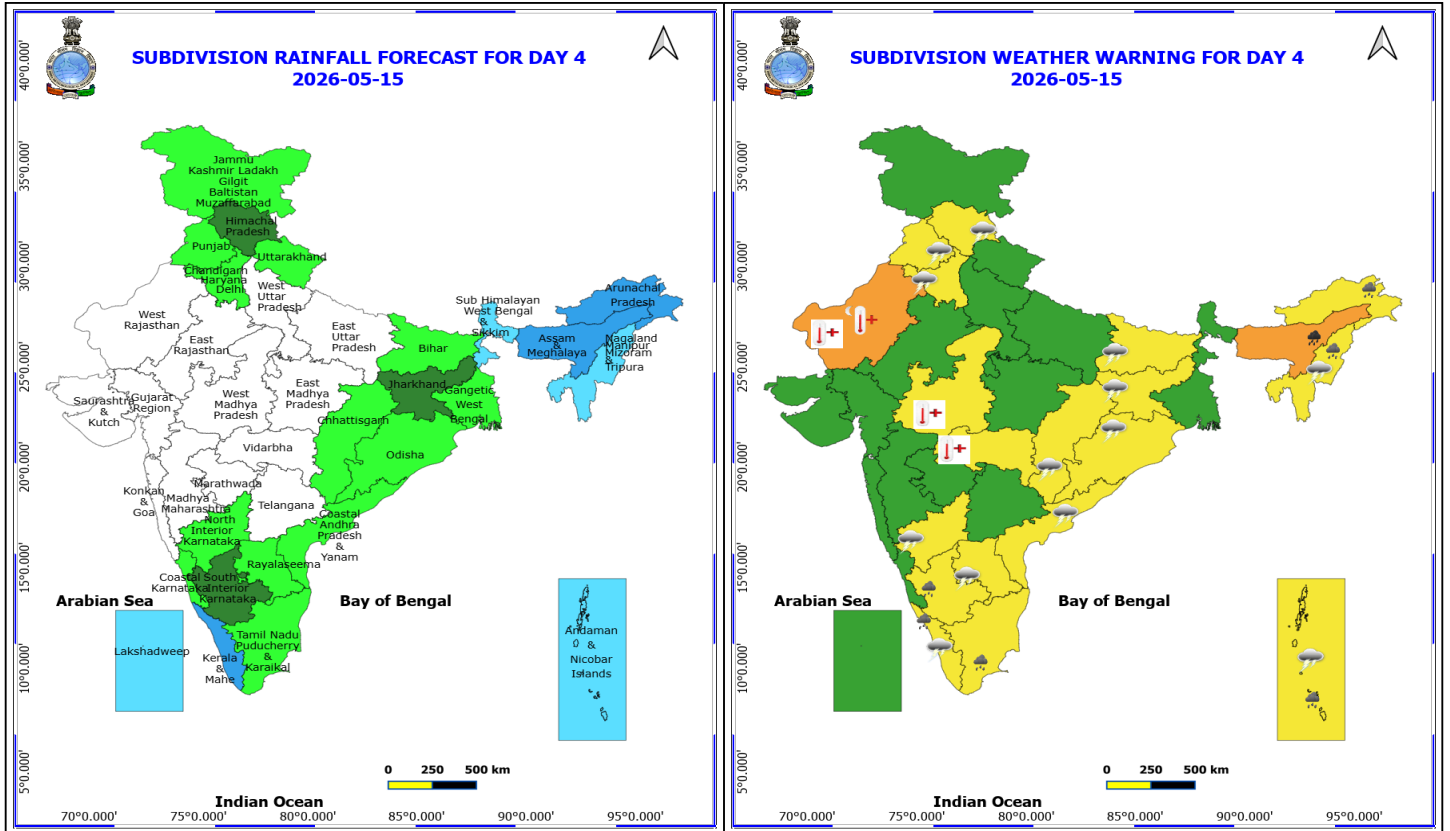 SUBDIVISION RAINFALL FORECAST FOR DAY 4
2026-05-15
40°0.000'
35°0.000'
30°0.000'
25°0.000'
20°0.000'
15°0.000'
10°0.000'
5°0.000'
Jammu
Kashmir Ladakh
Gilgit
Baltistan
Muzaffarabad
Himachal
Pradesh
Punjab
Uttarakhand
Chandigarh
Haryana
Delhi
West
Uttar
Pradesh
West
Rajasthan
East
Rajasthan
East
Uttar
Pradesh
Sub Himalayan
West Bengal
&
Sikkim
Arunachal
Pradesh
Assam
&
Meghalaya
Nagaland
Manipur
Mizoram
&
Tripura
Bihar
Jharkhand
Gangetic
West
Bengal
Saurashtra
&
Kutch
Gujarat
Region
West
Madhya
Pradesh
East
Madhya
Pradesh
Chhattisgarh
Vidarbha
Odisha
Konkan
&
Goa
Madhya
Maharashtra
Marathwada
Telangana
North
Interior
Karnataka
Coastal
Andhra
Pradesh
&
Yanam
Rayalaseema
Coastal
Karnataka
South
Interior
Karnataka
Tamil Nadu
Puducherry
&
Karaikal
Kerala
&
Mahe
Lakshadweep
Andaman
&
Nicobar
Islands
Arabian Sea
Bay of Bengal
Indian Ocean
0 250 500 km
70°0.000' 75°0.000' 80°0.000' 85°0.000' 90°0.000' 95°0.000'
SUBDIVISION WEATHER WARNING FOR DAY 4
2026-05-15
40°0.000'
35°0.000'
30°0.000'
25°0.000'
20°0.000'
15°0.000'
10°0.000'
5°0.000'
Arabian Sea
Bay of Bengal
Indian Ocean
0 250 500 km
70°0.000' 75°0.000' 80°0.000' 85°0.000' 90°0.000' 95°0.000'